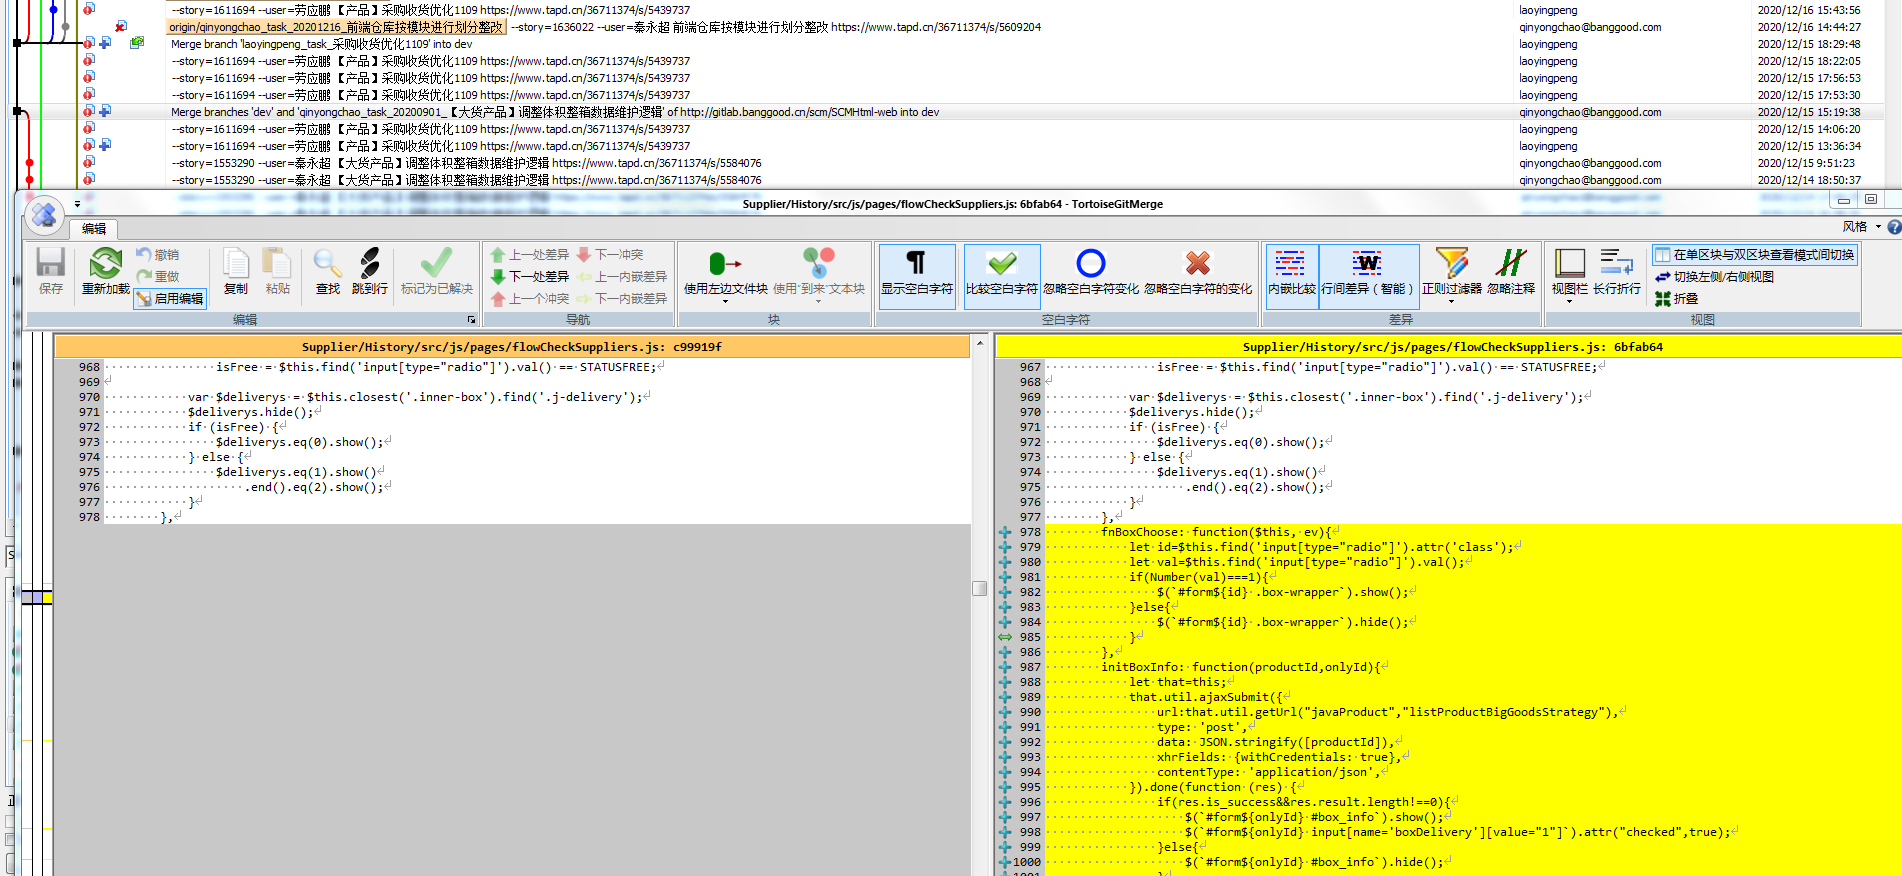 --story=1611694 --user=劳应鹏 【产品】采购收货优化1109 https://www.tapd.cn/36711374/s/5439737 laoyingpeng 2020/12/16 15:43:56
origin/qinyongchao_task_20201216_前端仓库按模块进行划分整改 --story=1636022 --user=秦永超 前端仓库按模块进行划分整改 https://www.tapd.cn/36711374/s/5609204 qinyongchao@banggood.com 2020/12/16 14:44:27
Merge branch 'laoyingpeng_task_采购收货优化1109' into dev laoyingpeng 2020/12/15 18:29:48
--story=1611694 --user=劳应鹏 【产品】采购收货优化1109 https://www.tapd.cn/36711374/s/5439737 laoyingpeng 2020/12/15 18:22:05
--story=1611694 --user=劳应鹏 【产品】采购收货优化1109 https://www.tapd.cn/36711374/s/5439737 laoyingpeng 2020/12/15 17:56:53
--story=1611694 --user=劳应鹏 【产品】采购收货优化1109 https://www.tapd.cn/36711374/s/5439737 laoyingpeng 2020/12/15 17:53:30
Merge branches 'dev' and 'qinyongchao_task_20200901_【大货产品】调整体积整箱数据维护逻辑' of http://gitlab.banggood.cn/scm/SCMHtml-web into dev qinyongchao@banggood.com 2020/12/15 15:19:38
--story=1611694 --user=劳应鹏 【产品】采购收货优化1109 https://www.tapd.cn/36711374/s/5439737 laoyingpeng 2020/12/15 14:06:20
--story=1611694 --user=劳应鹏 【产品】采购收货优化1109 https://www.tapd.cn/36711374/s/5439737 laoyingpeng 2020/12/15 13:36:34
--story=1553290 --user=秦永超 【大货产品】调整体积整箱数据维护逻辑 https://www.tapd.cn/36711374/s/5584076 qinyongchao@banggood.com 2020/12/15 9:51:23
--story=1553290 --user=秦永超 【大货产品】调整体积整箱数据维护逻辑 https://www.tapd.cn/36711374/s/5584076 qinyongchao@banggood.com 2020/12/14 18:50:37
Supplier/History/src/js/pages/flowCheckSuppliers.js: 6bfab64 - TortoiseGitMerge
编辑 风格
保存 重新加载 撤销 重做 启用编辑 复制 粘贴 查找 跳到行 标记为已解决
上一处差异 下一冲突
下一处差异 上一内嵌差异
上一个冲突 下一内嵌差异
使用左边文件块 使用"到来"文本块
显示空白字符 比较空白字符 忽略空白字符变化 忽略空白字符的变化
内嵌比较 行间差异（智能） 正则过滤器 忽略注释
视图栏 长行折行 在单区块与双区块查看模式间切换
切换左侧/右侧视图
折叠
编辑 导航 块 空白字符 差异 视图
Supplier/History/src/js/pages/flowCheckSuppliers.js: c99919f
968 isFree = $this.find('input[type="radio"]').val() == STATUSFREE;
969
970 var $deliverys = $this.closest('.inner-box').find('.j-delivery');
971 $deliverys.hide();
972 if (isFree) {
973 $deliverys.eq(0).show();
974 } else {
975 $deliverys.eq(1).show()
976 .end().eq(2).show();
977 }
978 },
Supplier/History/src/js/pages/flowCheckSuppliers.js: 6bfab64
967 isFree = $this.find('input[type="radio"]').val() == STATUSFREE;
968
969 var $deliverys = $this.closest('.inner-box').find('.j-delivery');
970 $deliverys.hide();
971 if (isFree) {
972 $deliverys.eq(0).show();
973 } else {
974 $deliverys.eq(1).show()
975 .end().eq(2).show();
976 }
977 },
978 fnBoxChoose: function($this, ev){
979 let id=$this.find('input[type="radio"]').attr('class');
980 let val=$this.find('input[type="radio"]').val();
981 if(Number(val)===1){
982 $(`#form${id} .box-wrapper`).show();
983 }else{
984 $(`#form${id} .box-wrapper`).hide();
985 }
986 },
987 initBoxInfo: function(productId,onlyId){
988 let that=this;
989 that.util.ajaxSubmit({
990 url:that.util.getUrl("javaProduct","listProductBigGoodsStrategy"),
991 type: 'post',
992 data: JSON.stringify([productId]),
993 xhrFields: {withCredentials: true},
994 contentType: 'application/json',
995 }).done(function (res) {
996 if(res.is_success&&res.result.length!==0){
997 $(`#form${onlyId} #box_info`).show();
998 $(`#form${onlyId} input[name='boxDelivery'][value="1"]`).attr("checked",true);
999 }else{
1000 $(`#form${onlyId} #box_info`).hide();